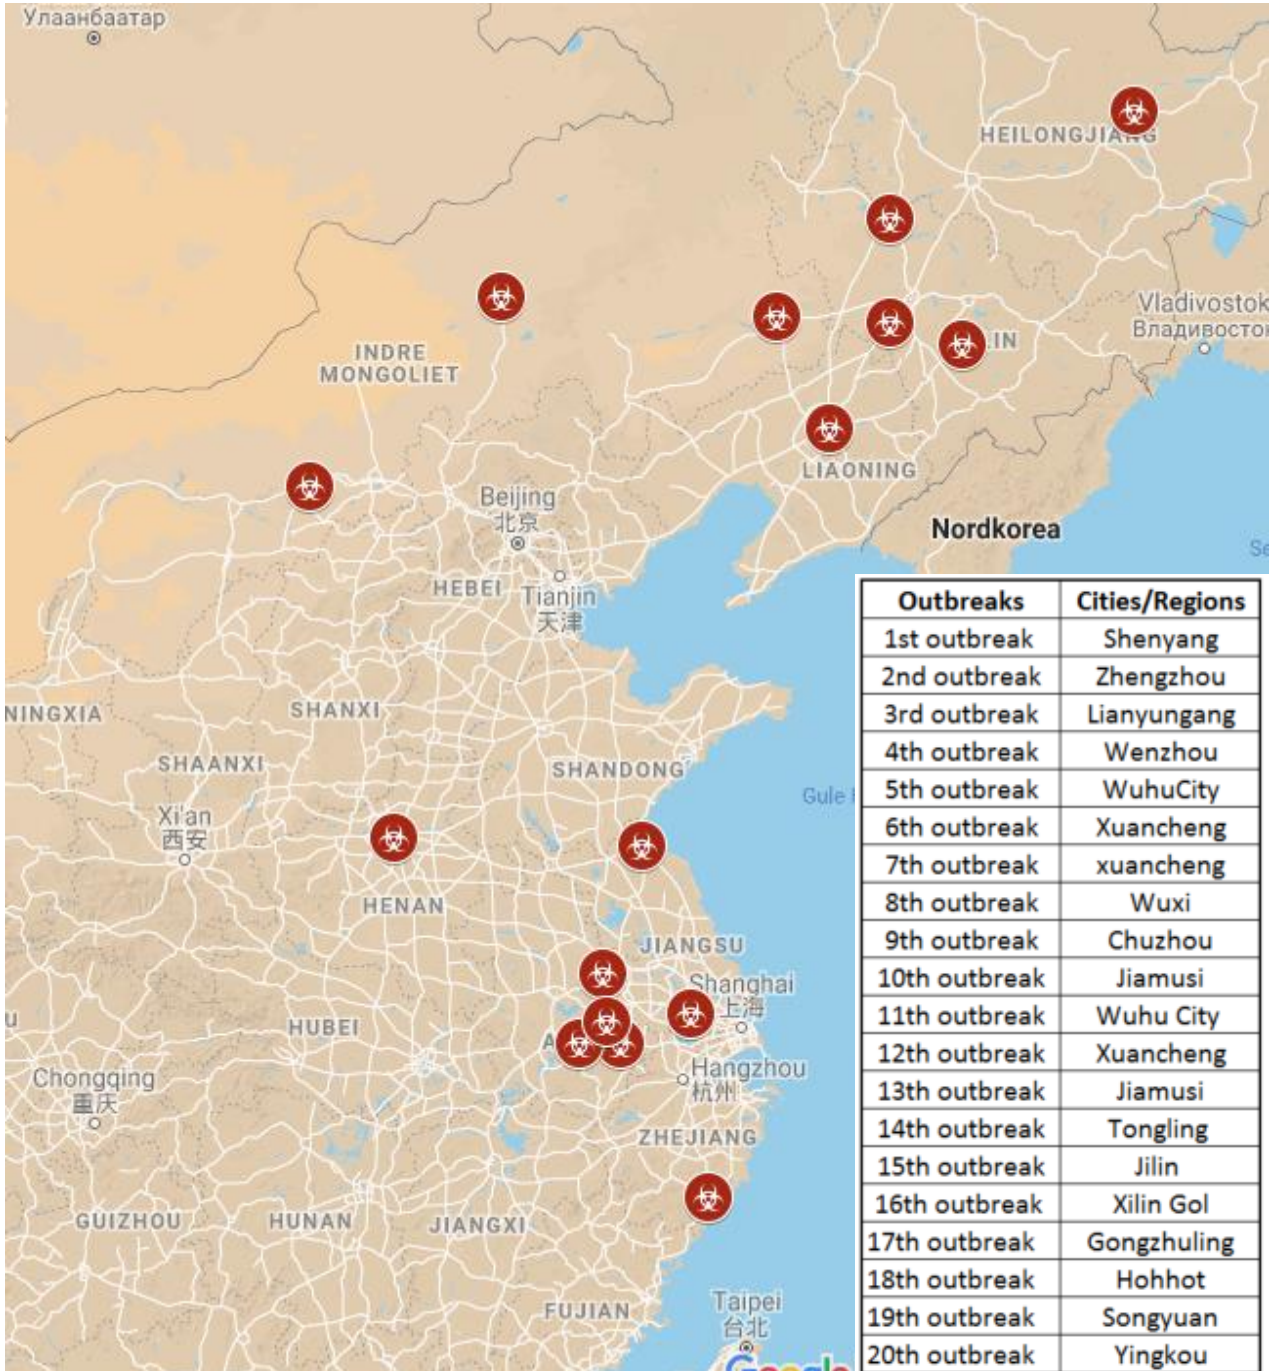 Улаанбаатар
HEILONGJIANG
Vladivostok
Владивосток
LIN
INDRE
MONGOLIET
LIAONING
Beijing
北京
Nordkorea
Se
HEBEI
Tianjin
天津
NINGXIA
SHANXI
SHAANXI
SHANDONG
Gule
Xi'an
西安
HENAN
JIANGSU
Shanghai
上海
A
u
HUBEI
Chongqing
重庆
Hangzhou
杭州
ZHEJIANG
GUIZHOU
HUNAN
JIANGXI
FUJIAN
Taipei
台北
Google
Outbreaks Cities/Regions
1st outbreak Shenyang
2nd outbreak Zhengzhou
3rd outbreak Lianyungang
4th outbreak Wenzhou
5th outbreak WuhuCity
6th outbreak Xuancheng
7th outbreak xuancheng
8th outbreak Wuxi
9th outbreak Chuzhou
10th outbreak Jiamusi
11th outbreak Wuhu City
12th outbreak Xuancheng
13th outbreak Jiamusi
14th outbreak Tongling
15th outbreak Jilin
16th outbreak Xilin Gol
17th outbreak Gongzhuling
18th outbreak Hohhot
19th outbreak Songyuan
20th outbreak Yingkou